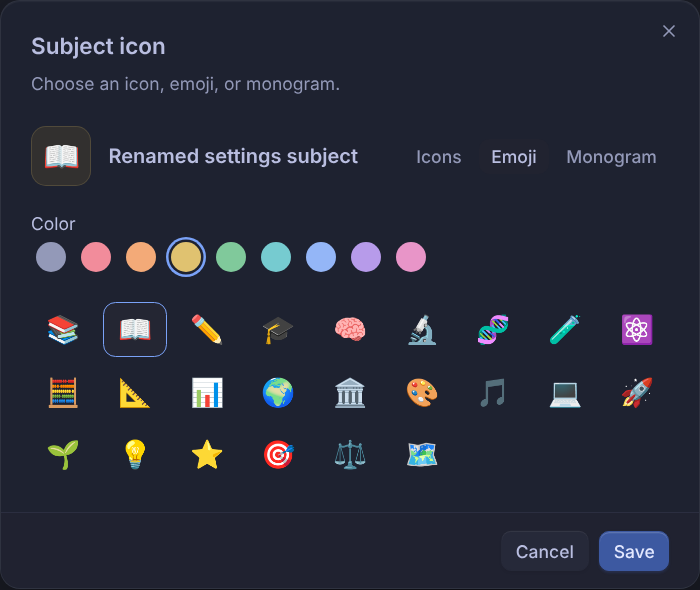 Subject icon
Choose an icon, emoji, or monogram.
Renamed settings subject
Icons Emoji Monogram
Color
Cancel Save